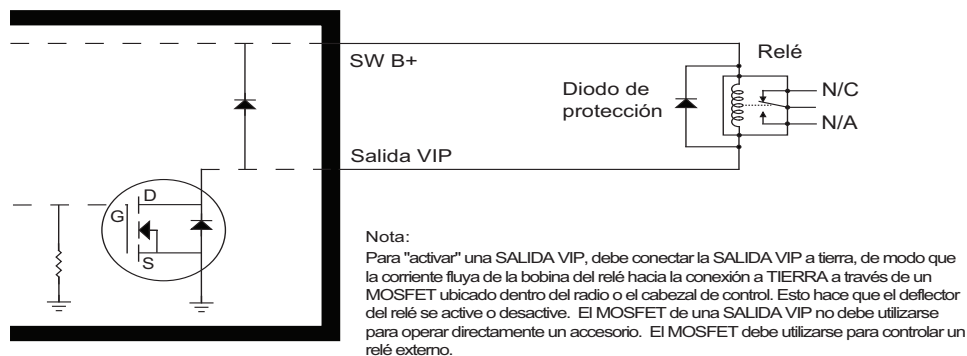 SW B+
Relé
Diodo de
protección
N/C
N/A
Salida VIP
D
G
S
Nota:
Para "activar" una SALIDA VIP, debe conectar la SALIDA VIP a tierra, de modo que
la corriente fluya de la bobina del relé hacia la conexión a TIERRA a través de un
MOSFET ubicado dentro del radio o el cabezal de control. Esto hace que el deflector
del relé se active o desactive. El MOSFET de una SALIDA VIP no debe utilizarse
para operar directamente un accesorio. El MOSFET debe utilizarse para controlar un
relé externo.